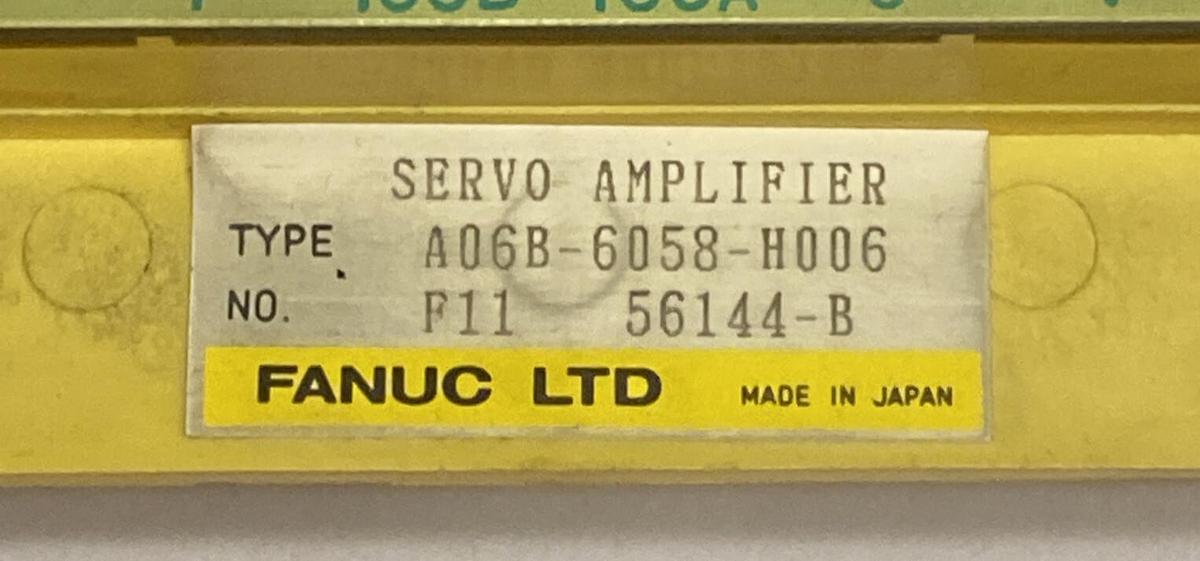 SERVO AMPLIFIER
TYPE A06B-6058-H006
NO. F11 56144-B
FANUC LTD MADE IN JAPAN